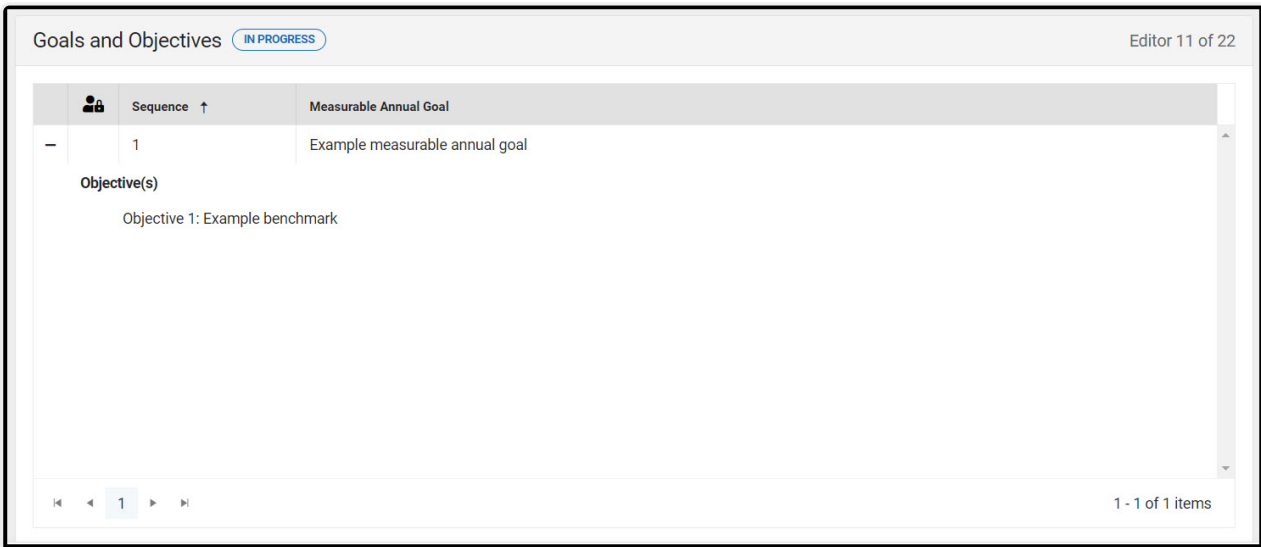 Goals and Objectives IN PROGRESS Editor 11 of 22
Sequence ↑ Measurable Annual Goal
1 Example measurable annual goal
Objective(s)
Objective 1: Example benchmark
1 1 - 1 of 1 items